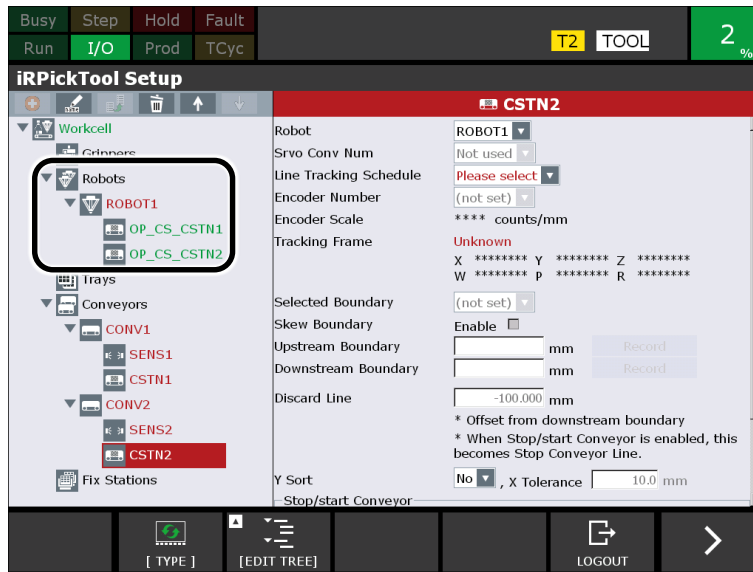 Busy Step Hold Fault
Run I/O Prod TCyc
T2 TOOL
2 %
iRPickTool Setup
CSTN2
Workcell
Grippers
Robots
ROBOT1
OP_CS_CSTN1
OP_CS_CSTN2
Trays
Conveyors
CONV1
SENS1
CSTN1
CONV2
SENS2
CSTN2
Fix Stations
Robot ROBOT1
Srvo Conv Num Not used
Line Tracking Schedule Please select
Encoder Number (not set)
Encoder Scale **** counts/mm
Tracking Frame Unknown
X ******** Y ******** Z ********
W ******** P ******** R ********
Selected Boundary (not set)
Skew Boundary Enable
Upstream Boundary mm Record
Downstream Boundary mm Record
Discard Line -100.000 mm
* Offset from downstream boundary
* When Stop/start Conveyor is enabled, this
becomes Stop Conveyor Line.
Y Sort No , X Tolerance 10.0 mm
Stop/start Conveyor
[ TYPE ] [EDIT TREE] LOGOUT